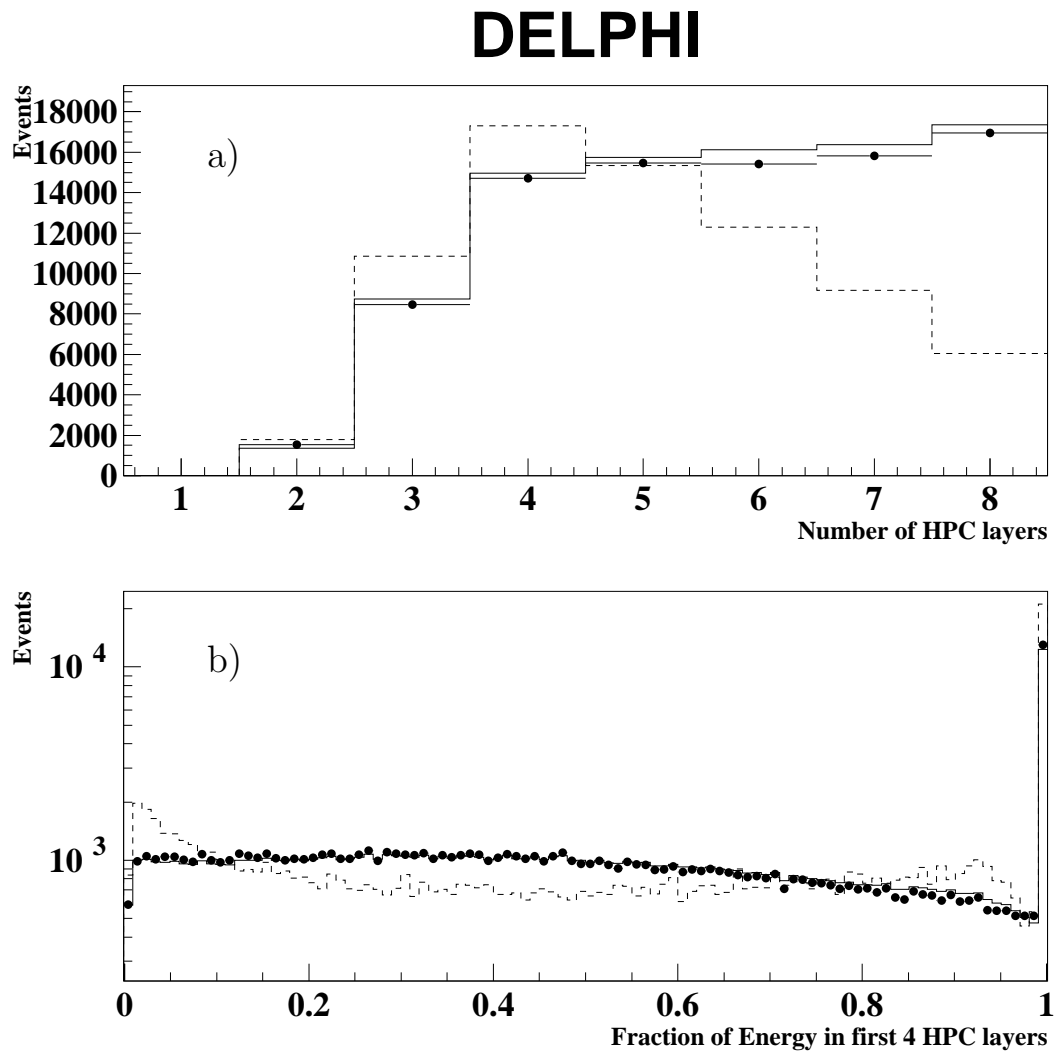 DELPHI
Events
18000
16000
14000
12000
10000
8000
6000
4000
2000
0
a)
1 2 3 4 5 6 7 8
Number of HPC layers
Events
10 4
10 3
b)
0 0.2 0.4 0.6 0.8 1
Fraction of Energy in first 4 HPC layers